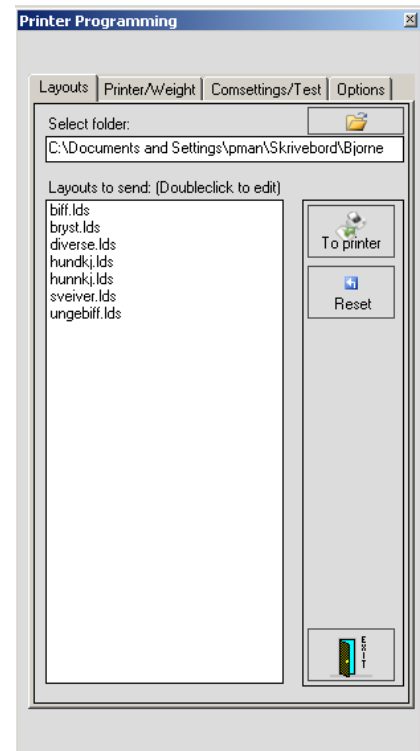 Printer Programming
Layouts Printer/Weight Comsettings/Test Options
Select folder:
C:\Documents and Settings\pman\Skrivebord\Bjorne
Layouts to send: (Doubleclick to edit)
biff.lds
bryst.lds
diverse.lds
hundkj.lds
hunnkj.lds
sveiver.lds
ungebiff.lds
To printer
Reset
EXIT